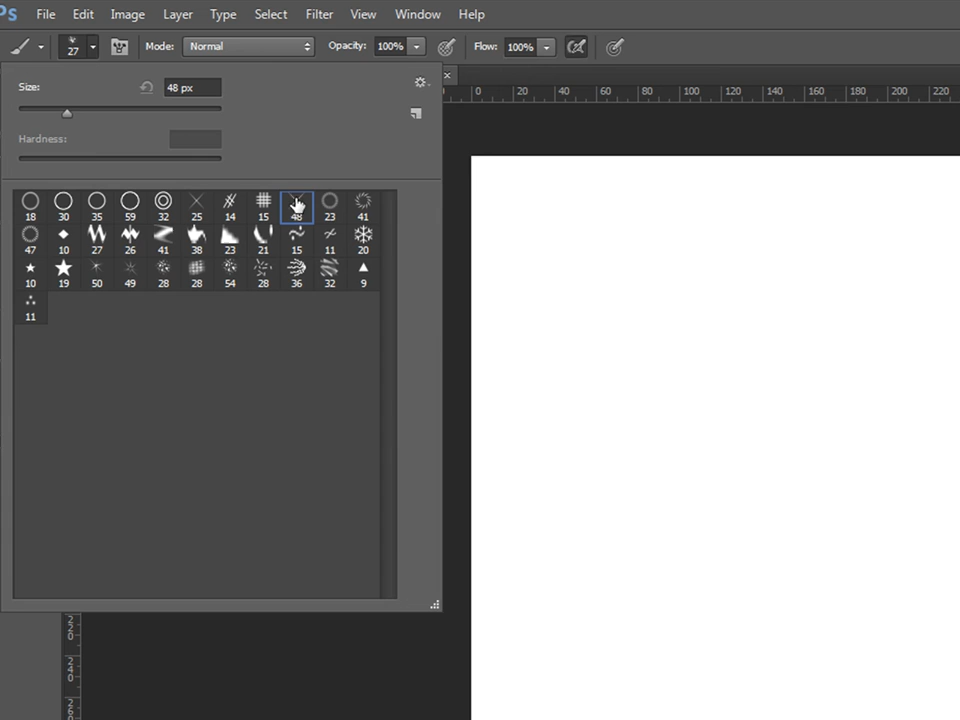 Ps File Edit Image Layer Type Select Filter View Window Help
27 Mode: Normal Opacity: 100% Flow: 100%
Size: 48 px
0 20 40 60 80 100 120 140 160 180 200 220
Hardness:
18 30 35 59 32 25 14 15 48 23 41
47 10 27 26 41 38 23 21 15 11 20
10 19 50 49 28 28 54 28 36 32 9
11
220
240
260